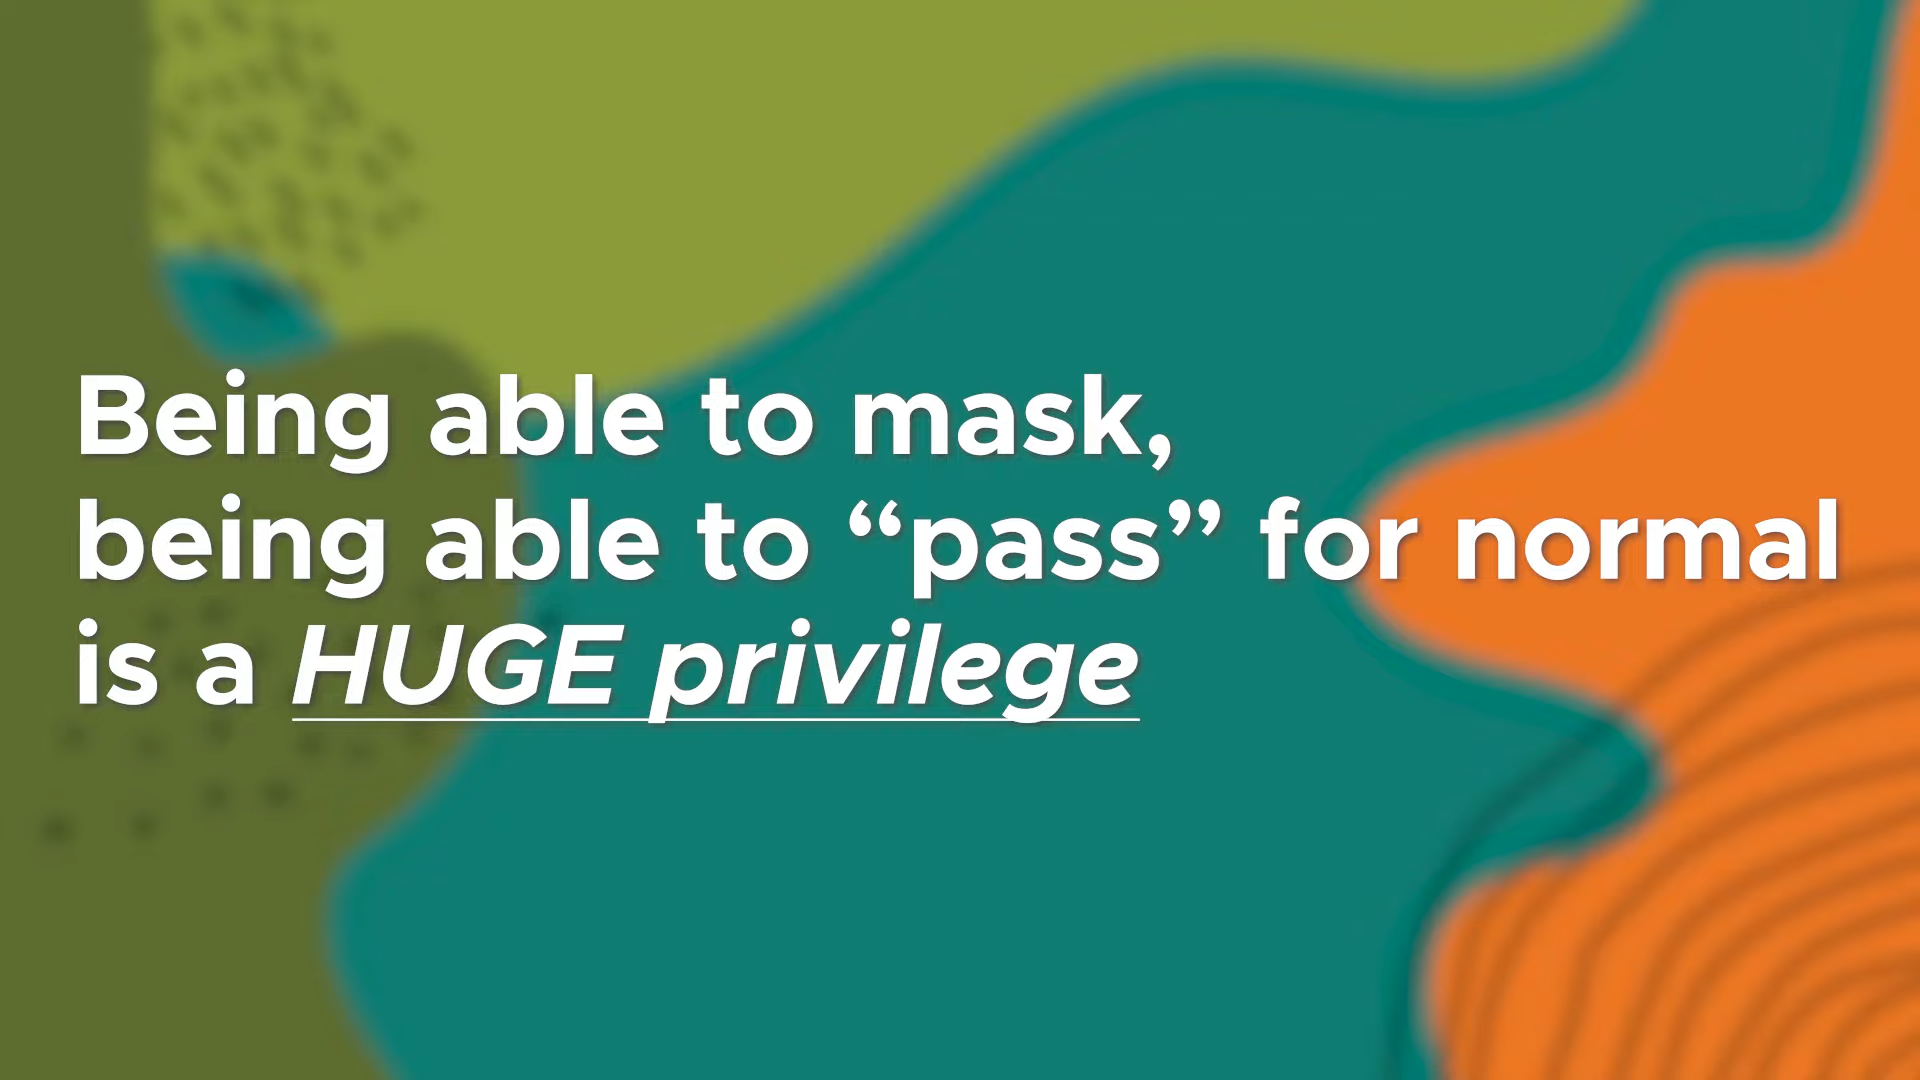 Being able to mask,
being able to “pass” for normal
is a HUGE privilege